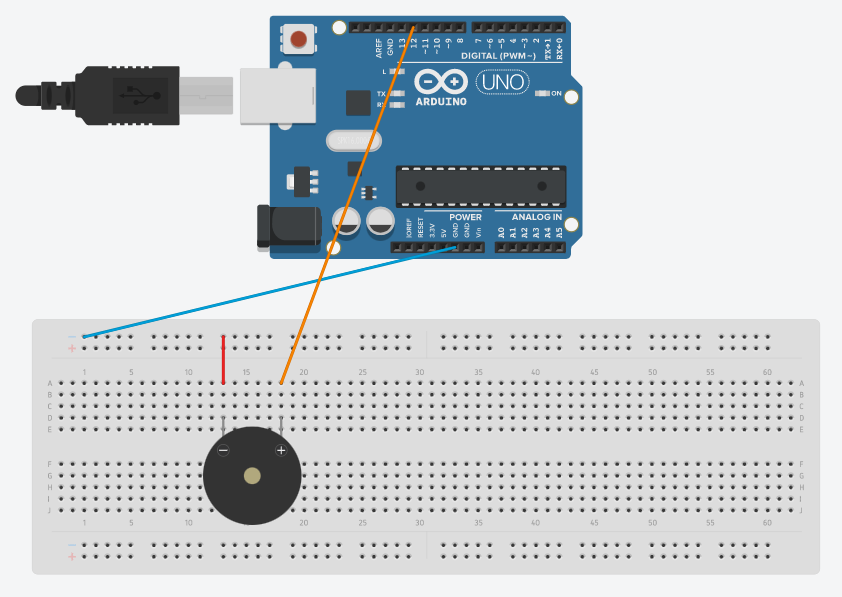 AREF
GND
13
12
~11
~10
~9
8
7
~6
~5
4
~3
2
TX→1
RX←0
DIGITAL (PWM~)
L
TX
RX
ARDUINO
UNO
ON
POWER
ANALOG IN
IOREF
RESET
3.3V
5V
GND
GND
Vin
A0
A1
A2
A3
A4
A5
− +
1 5 10 15 20 25 30 35 40 45 50 55 60
A A
B B
C C
D D
E E
− +
F F
G G
H H
I I
J J
1 5 10 20 25 30 35 40 45 50 55 60
− +